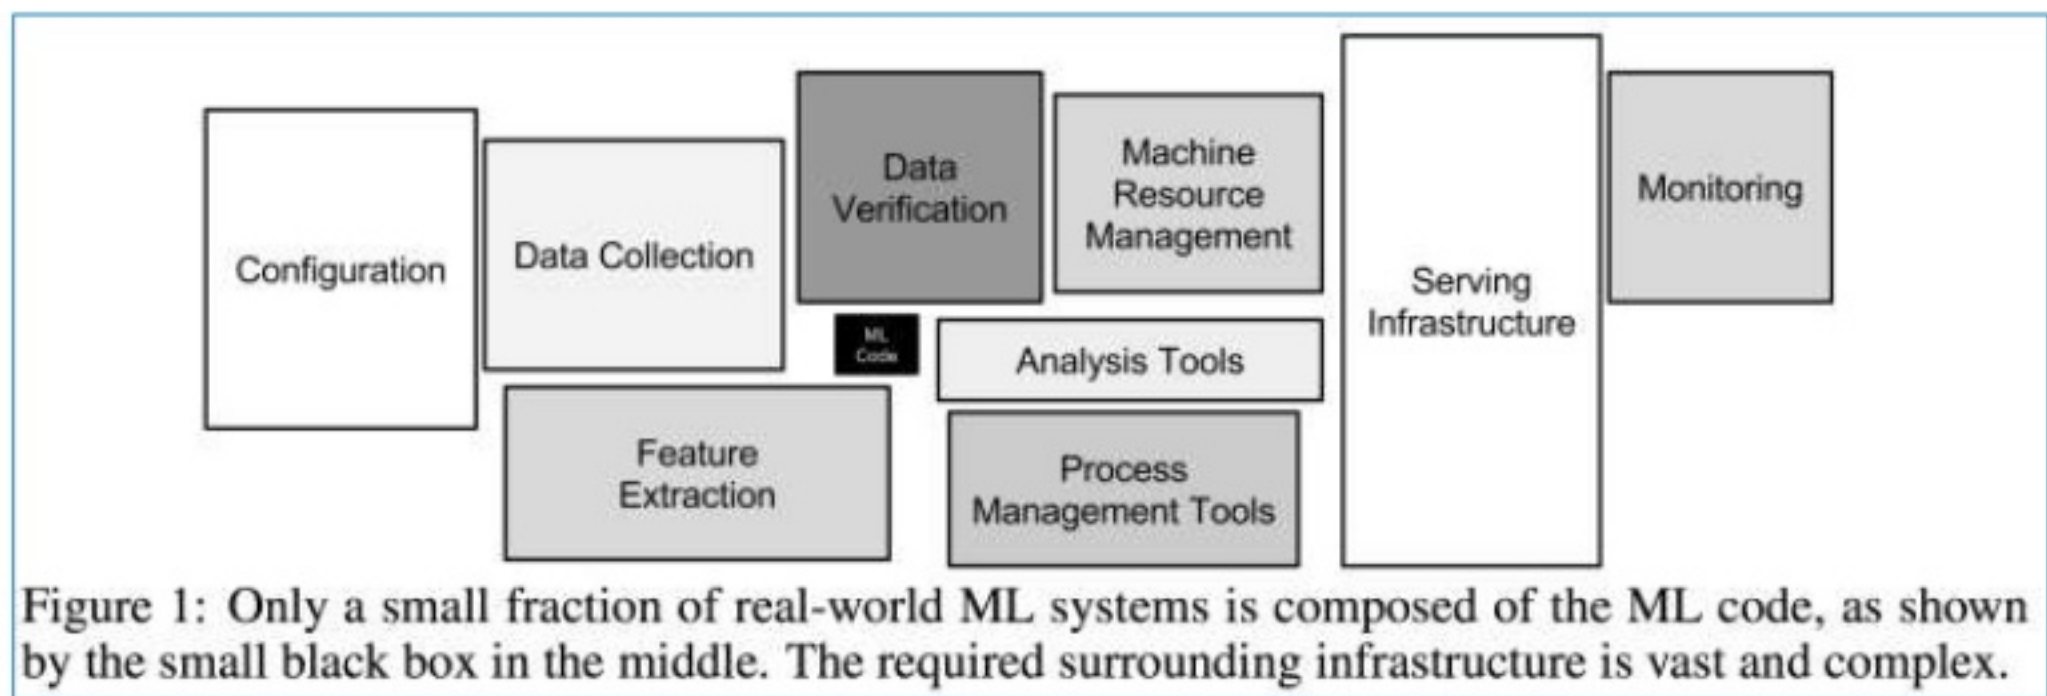 Configuration
Data Collection
Data
Verification
Machine
Resource
Management
Monitoring
Serving
Infrastructure
ML
Code
Analysis Tools
Feature
Extraction
Process
Management Tools
Figure 1: Only a small fraction of real-world ML systems is composed of the ML code, as shown
by the small black box in the middle. The required surrounding infrastructure is vast and complex.